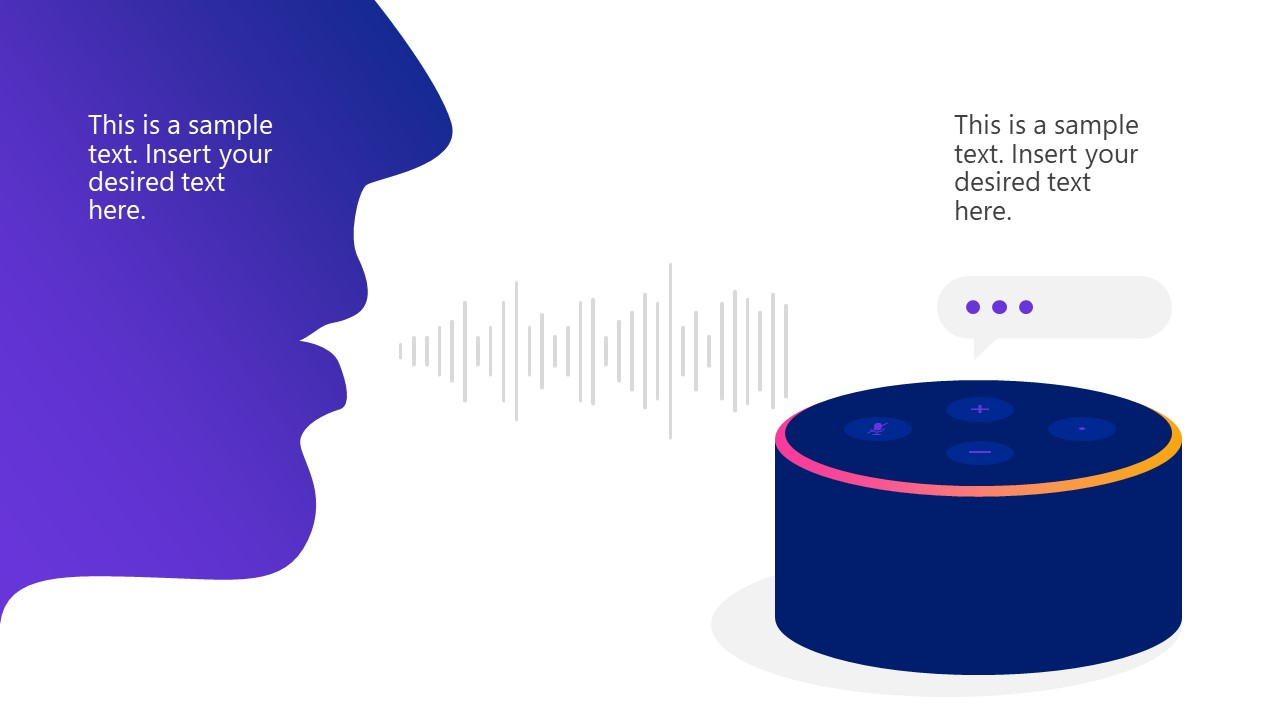 This is a sample
text. Insert your
desired text
here.
This is a sample
text. Insert your
desired text
here.